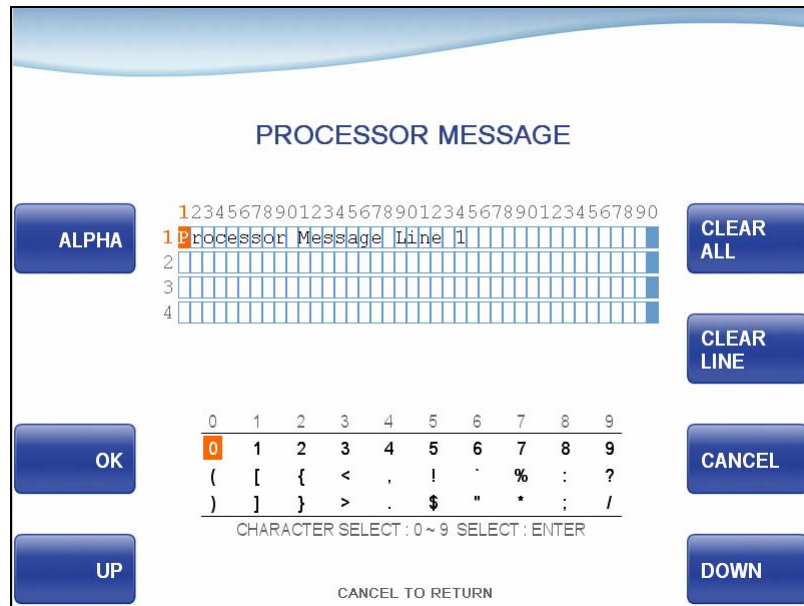 PROCESSOR MESSAGE
1234567890123456789012345678901234567890
ALPHA
1 Processor Message Line 1
2
3
4
CLEAR ALL
CLEAR LINE
0 1 2 3 4 5 6 7 8 9
0 1 2 3 4 5 6 7 8 9
( [ { < , ! ` % : ?
) ] } > . $ " * ; /
CHARACTER SELECT : 0 ~ 9 SELECT : ENTER
OK
CANCEL
UP
DOWN
CANCEL TO RETURN